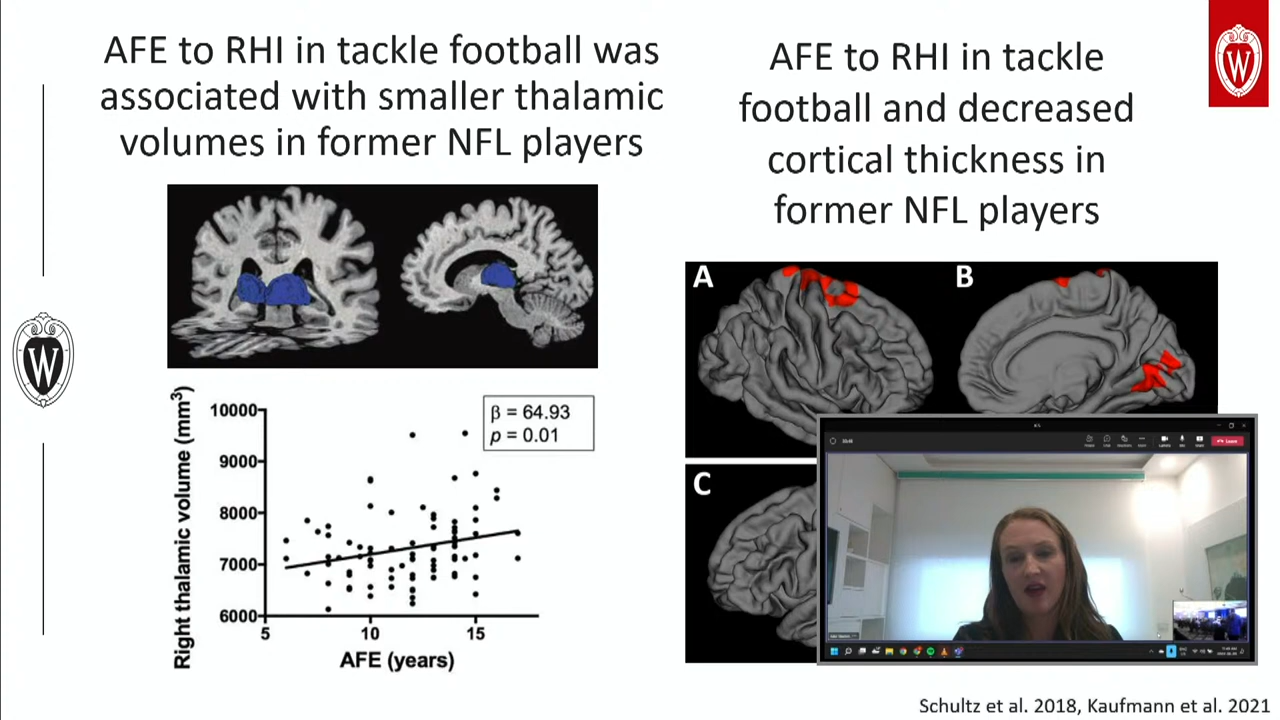 AFE to RHI in tackle football was
associated with smaller thalamic
volumes in former NFL players
AFE to RHI in tackle
football and decreased
cortical thickness in
former NFL players
W
W
A
B
C
β = 64.93
p = 0.01
10000
9000
8000
7000
6000
5
10
15
Right thalamic volume (mm³)
AFE (years)
Leave
Schultz et al. 2018, Kaufmann et al. 2021